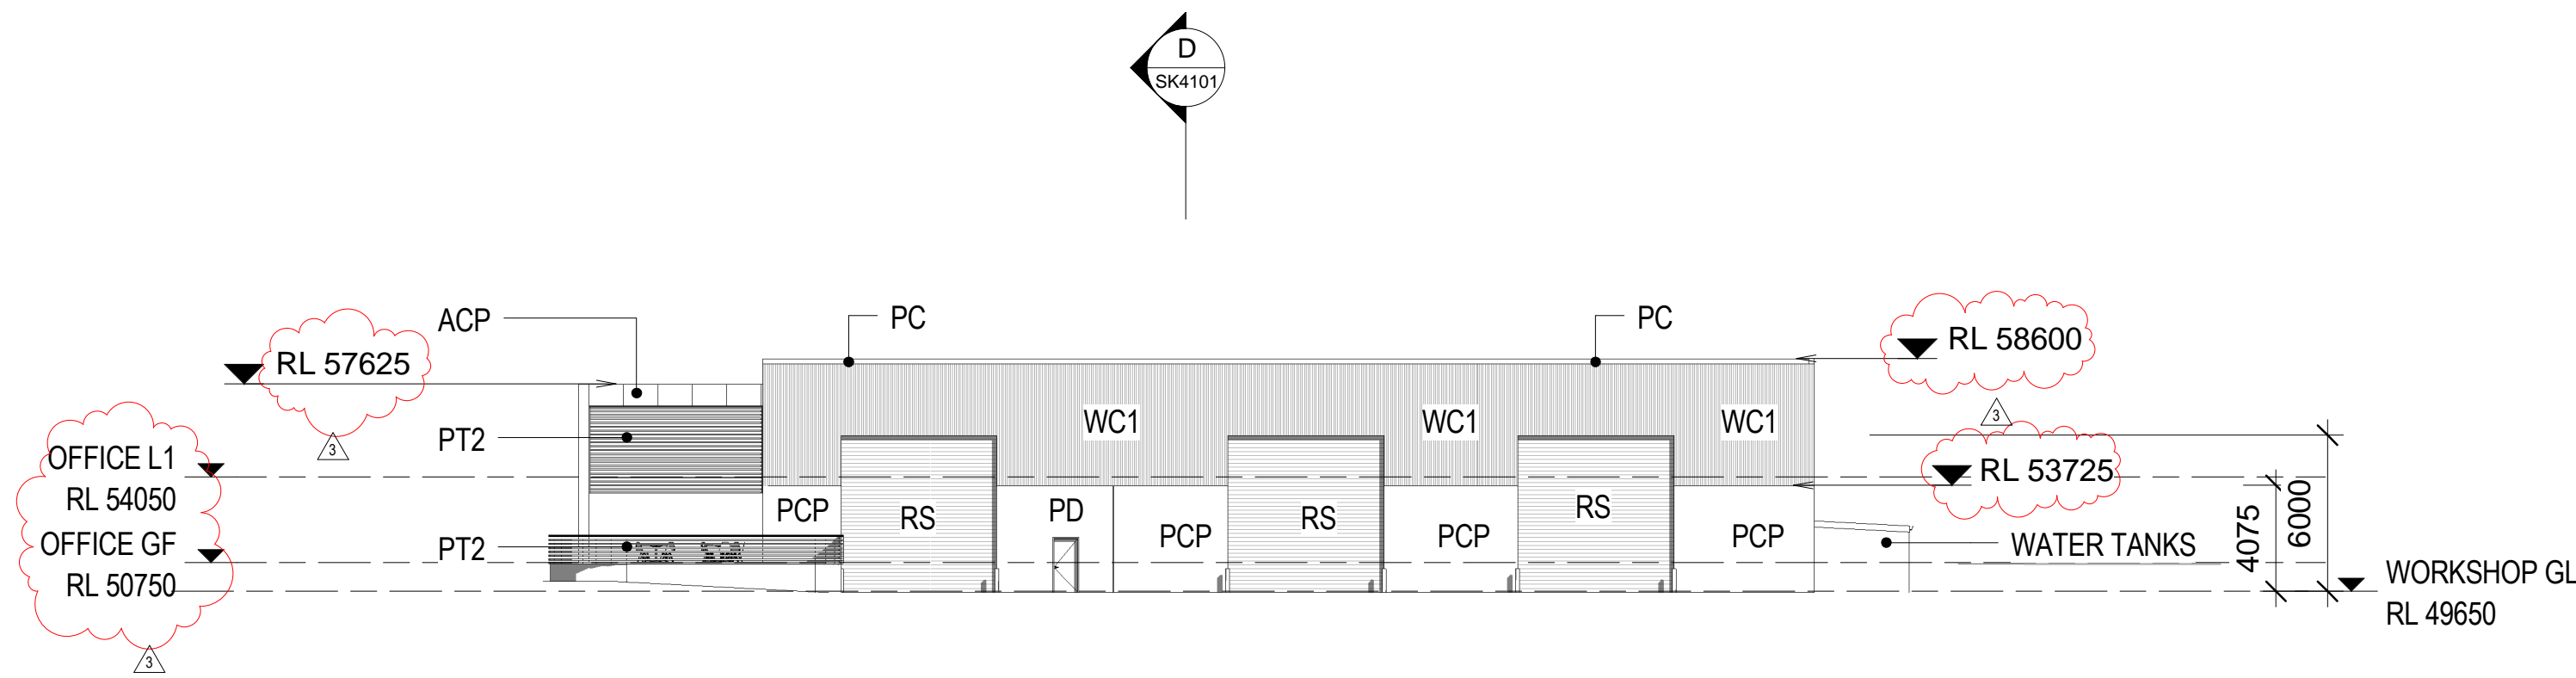 D
SK4101
ACP
PC
PC
RL 57625
RL 58600
3
3
PT2
WC1
WC1
WC1
OFFICE L1
RL 54050
RL 53725
PCP
RS
PD
PCP
RS
PCP
RS
PCP
OFFICE GF
RL 50750
PT2
WATER TANKS
4075
6000
WORKSHOP GL
RL 49650
3